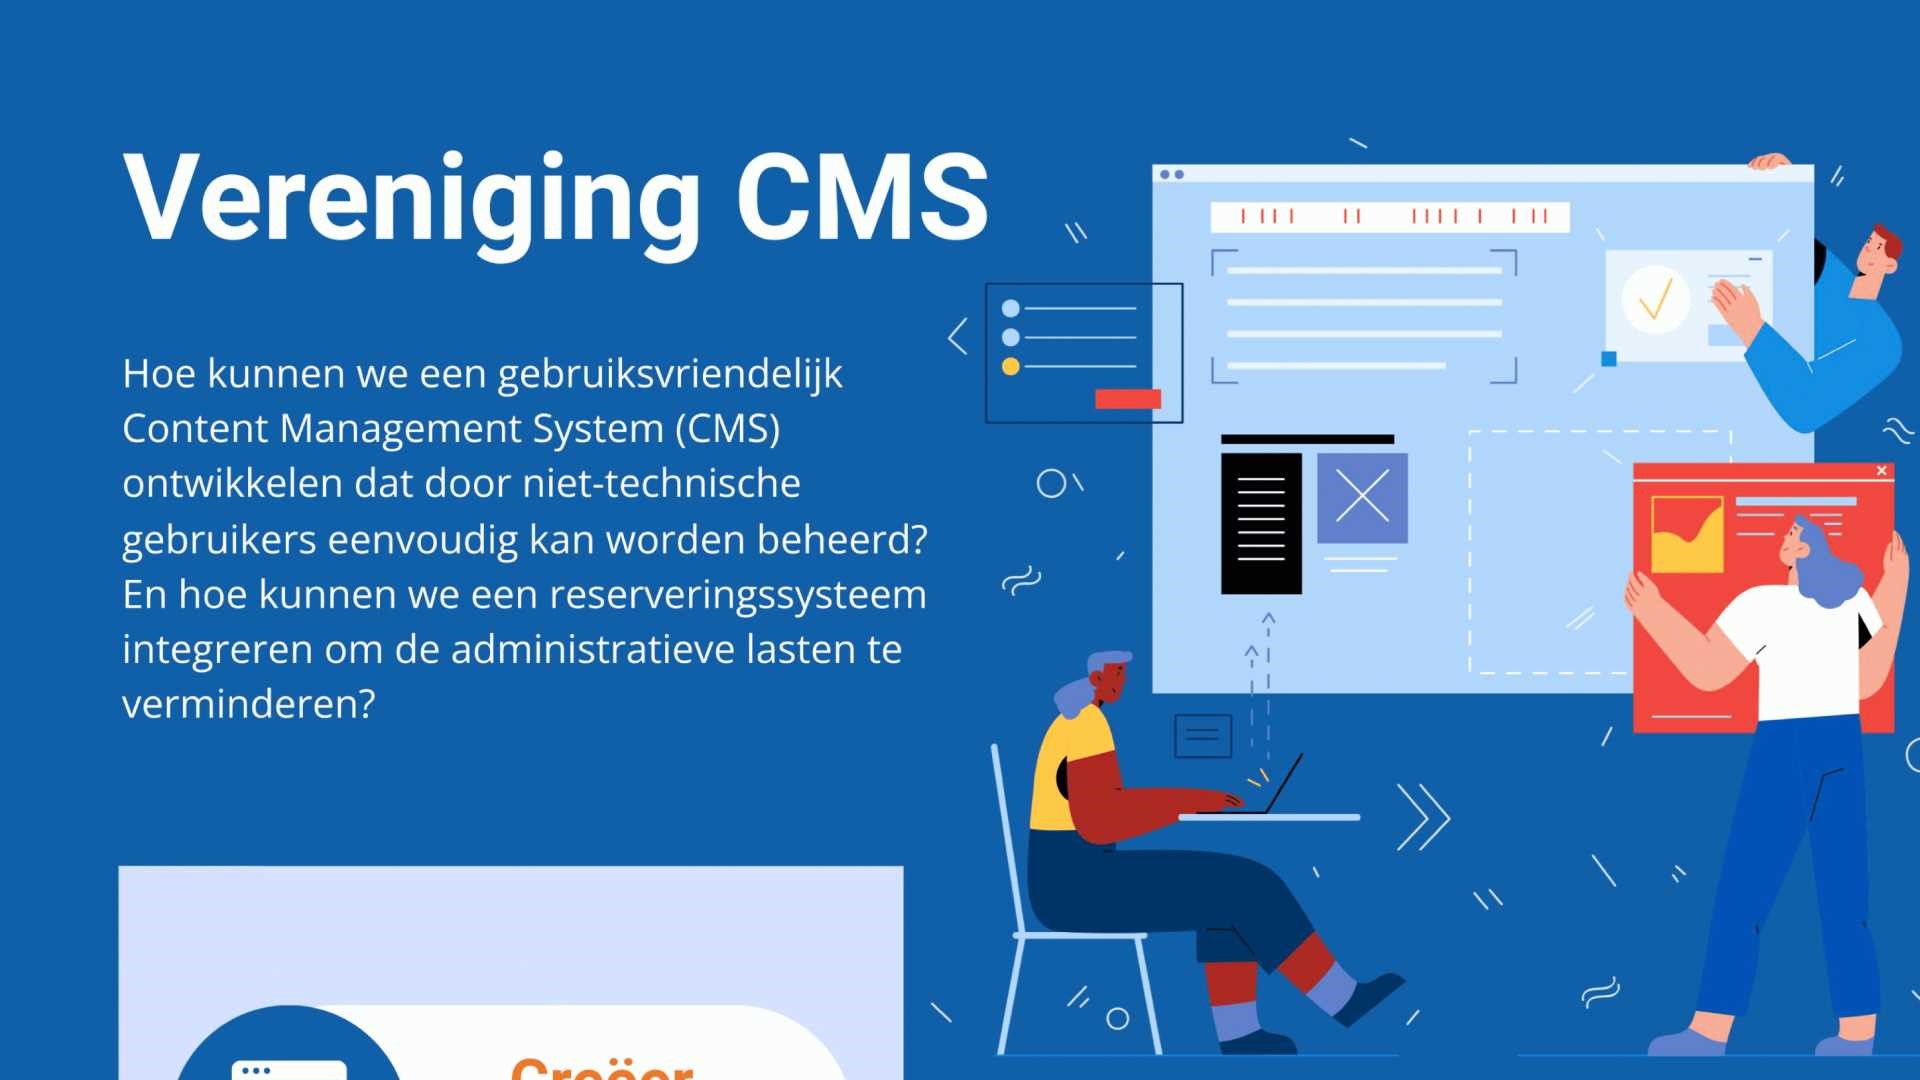 Vereniging CMS
Hoe kunnen we een gebruiksvriendelijk
Content Management System (CMS)
ontwikkelen dat door niet-technische
gebruikers eenvoudig kan worden beheerd?
En hoe kunnen we een reserveringssysteem
integreren om de administratieve lasten te
verminderen?
Creëer